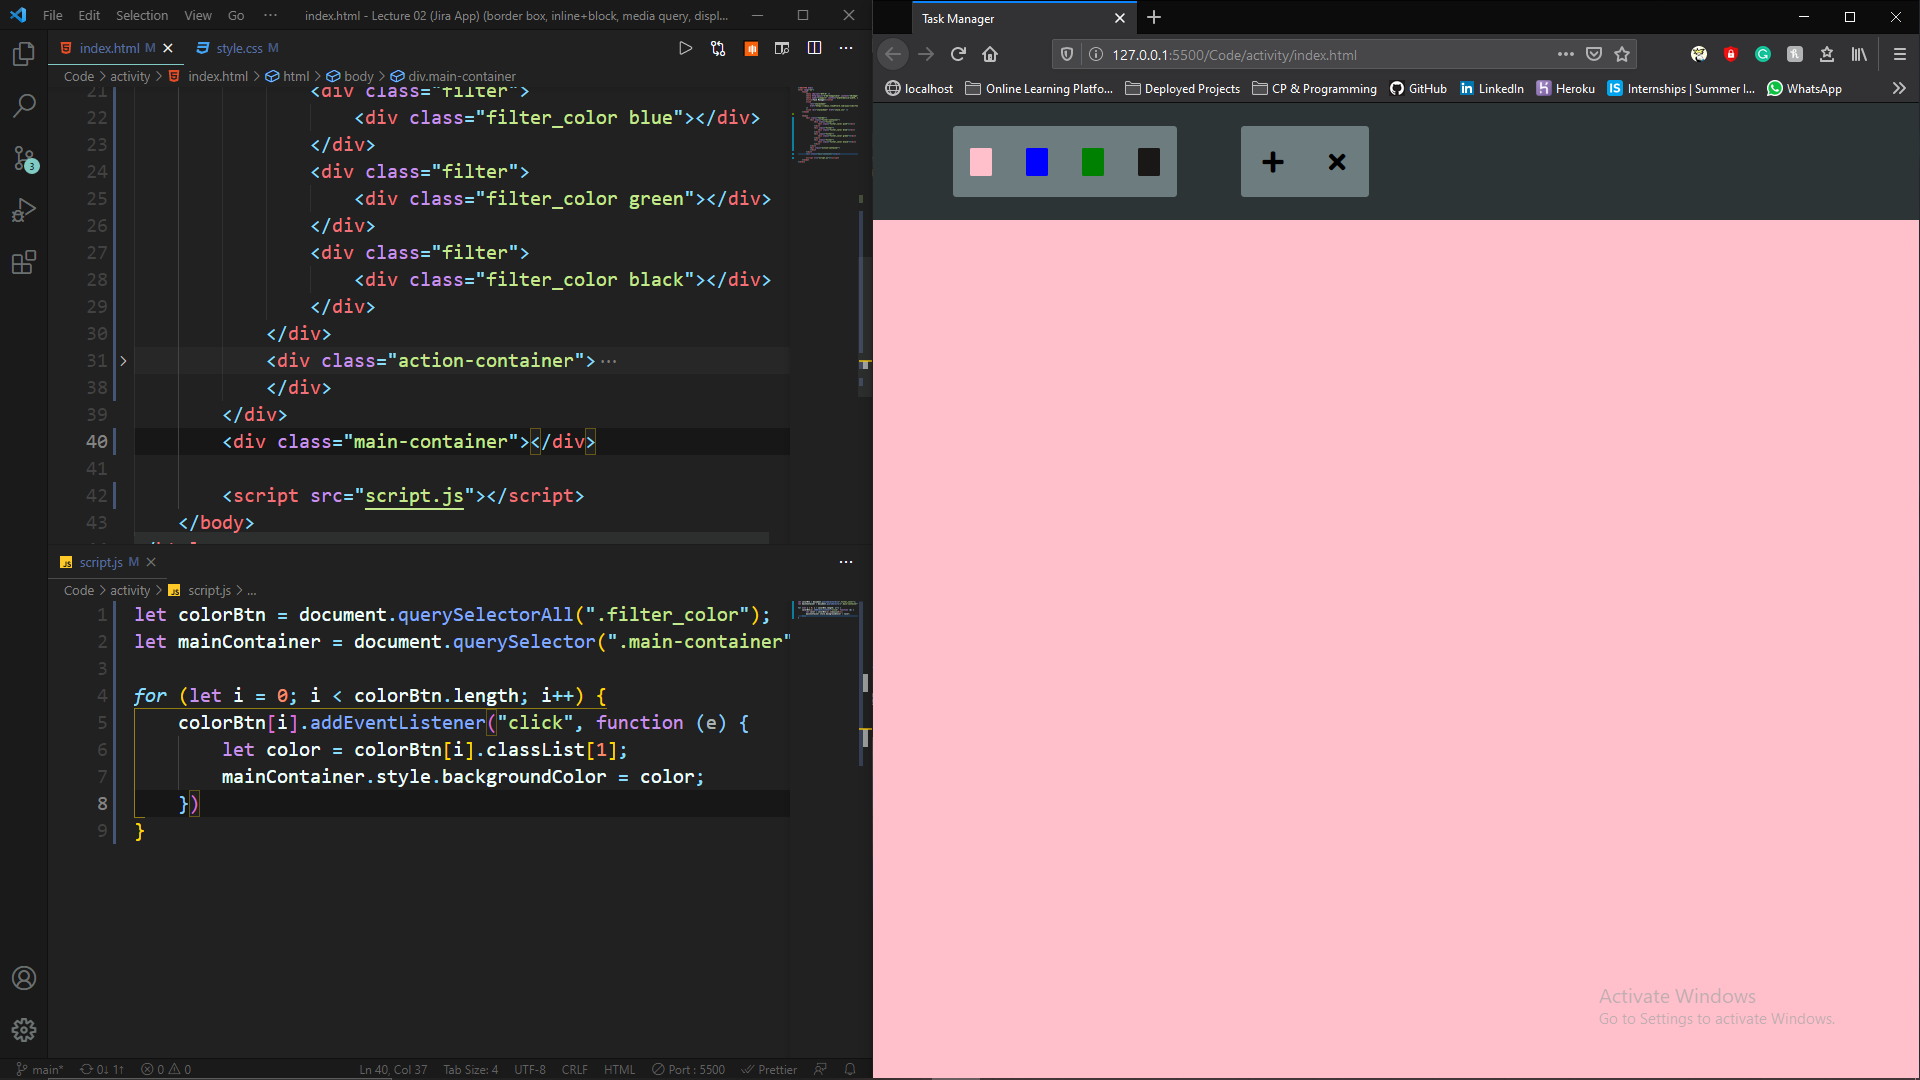 File Edit Selection View Go ··· index.html - Lecture 02 (Jira App) (border box, inline+block, media query, displ...
index.html M style.css M
Code > activity > index.html > html > body > div.main-container
21 <div class="filter">
22 <div class="filter_color blue"></div>
23 </div>
24 <div class="filter">
25 <div class="filter_color green"></div>
26 </div>
27 <div class="filter">
28 <div class="filter_color black"></div>
29 </div>
30 </div>
31 <div class="action-container">···
38 </div>
39 </div>
40 <div class="main-container"></div>
41
42 <script src="script.js"></script>
43 </body>
JS script.js M
Code > activity > JS script.js > ...
1 let colorBtn = document.querySelectorAll(".filter_color");
2 let mainContainer = document.querySelector(".main-container"
3
4 for (let i = 0; i < colorBtn.length; i++) {
5 colorBtn[i].addEventListener("click", function (e) {
6 let color = colorBtn[i].classList[1];
7 mainContainer.style.backgroundColor = color;
8 })
9 }
3
main* 0↓ 1↑ 0 0 Ln 40, Col 37 Tab Size: 4 UTF-8 CRLF HTML Port : 5500 Prettier
Task Manager
127.0.0.1:5500/Code/activity/index.html
localhost Online Learning Platfo... Deployed Projects CP & Programming GitHub LinkedIn Heroku Internships | Summer I... WhatsApp
Activate Windows
Go to Settings to activate Windows.